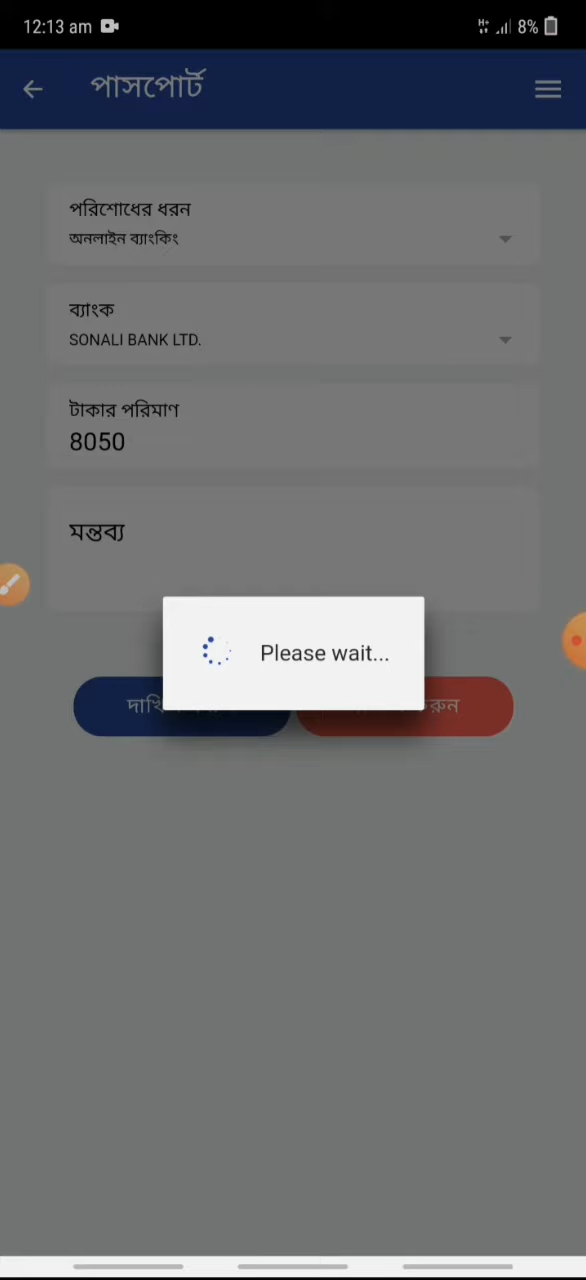 12:13 am
H+ 8%
পাসপোর্ট
পরিশোধের ধরন
অনলাইন ব্যাংকিং
ব্যাংক
SONALI BANK LTD.
টাকার পরিমাণ
8050
মন্তব্য
Please wait...